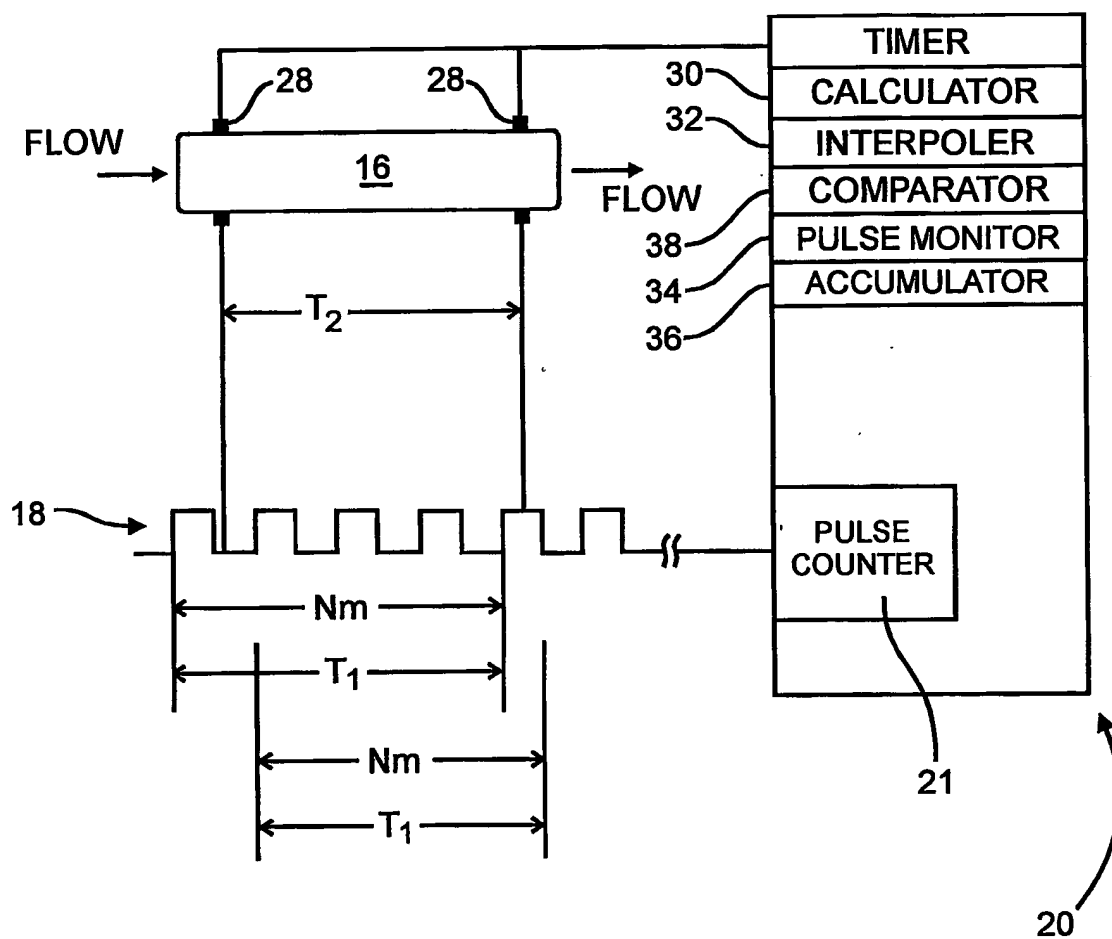 TIMER
28
28
30
CALCULATOR
32
INTERPOLER
FLOW
16
FLOW
COMPARATOR
38
PULSE MONITOR
34
ACCUMULATOR
36
T2
18
PULSE
COUNTER
Nm
T1
Nm
T1
21
20